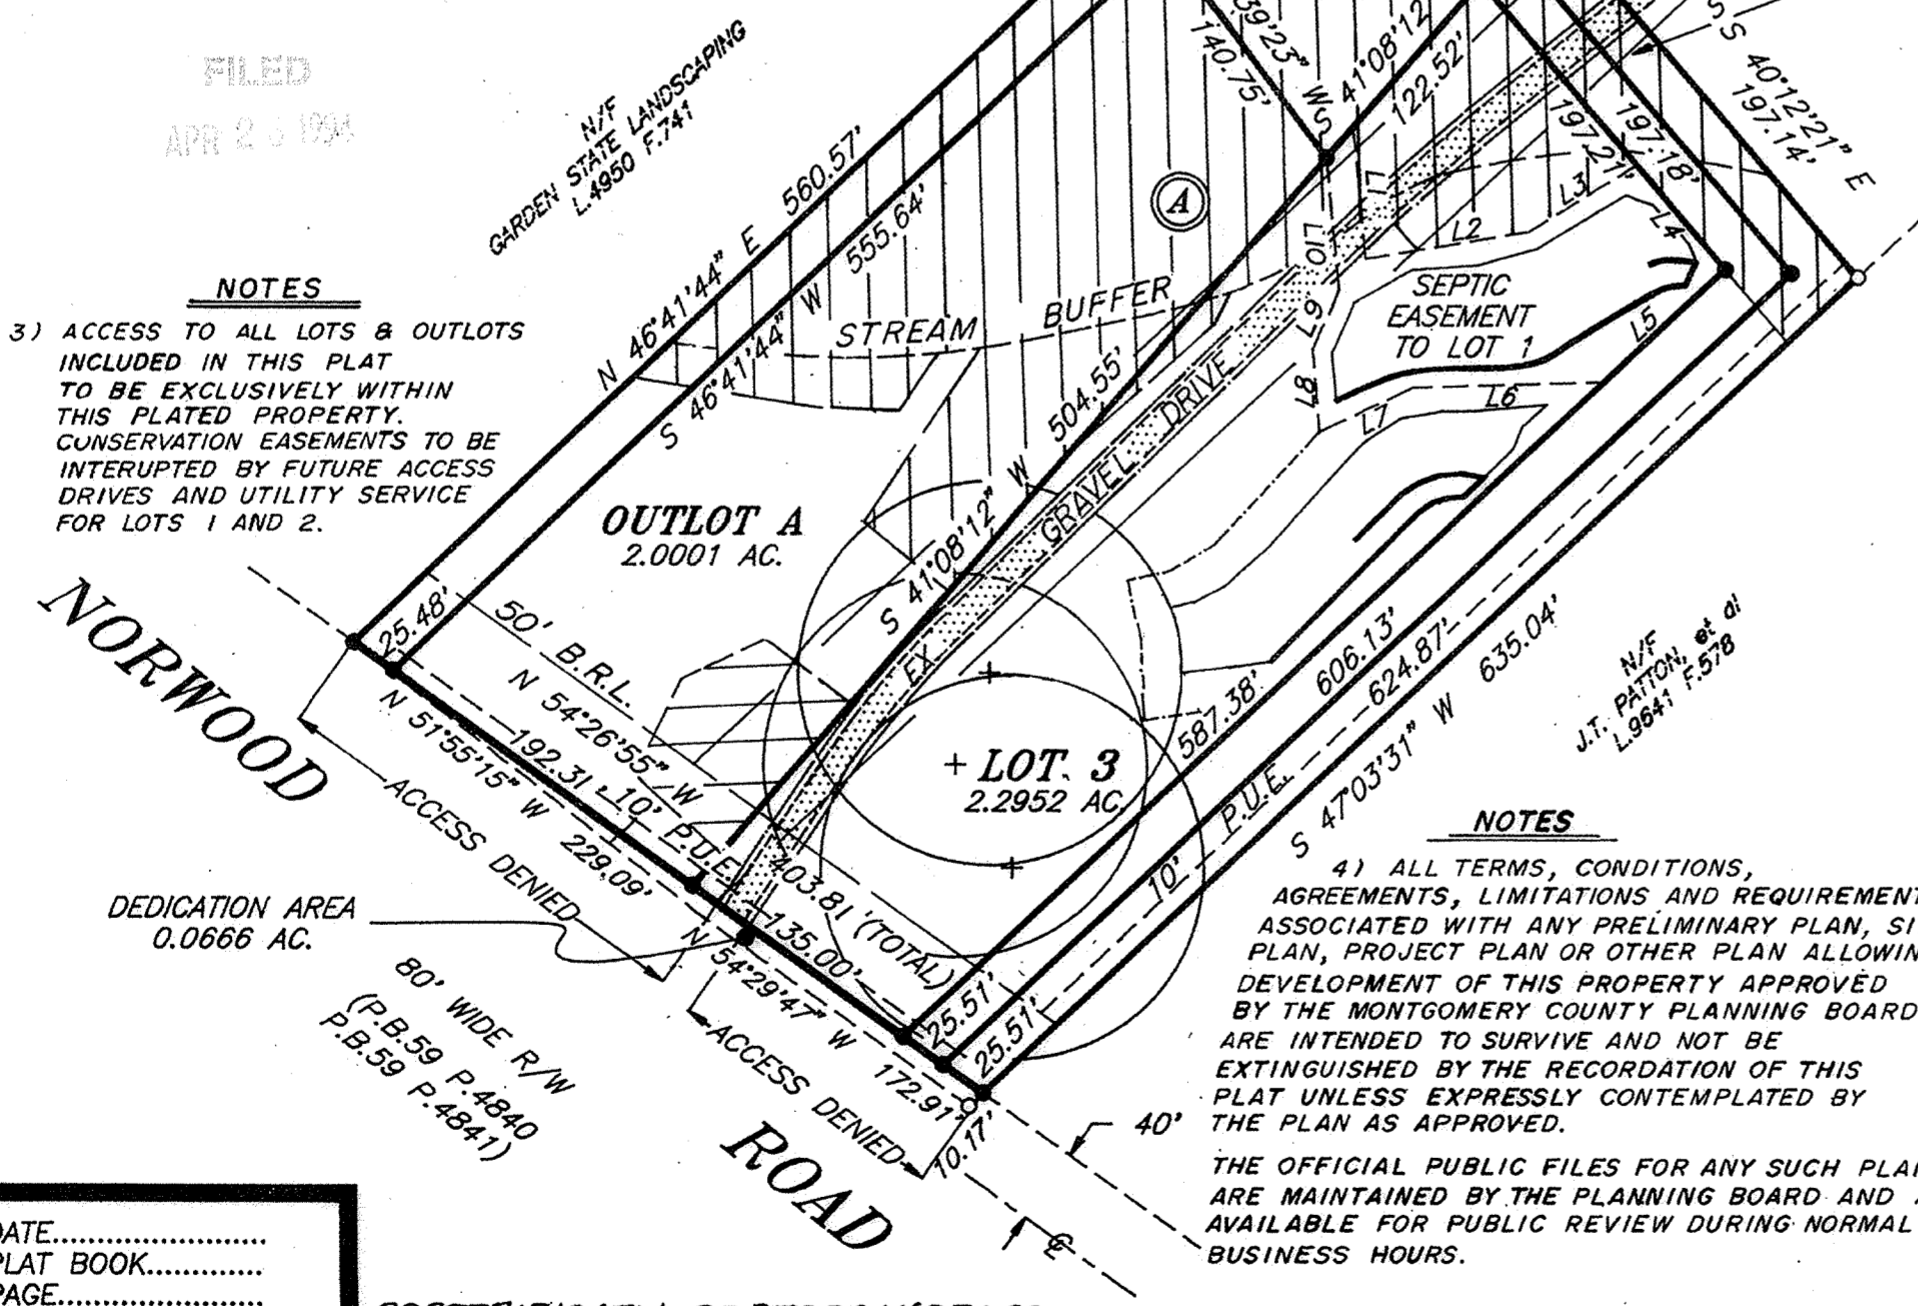 FILED
APR 2 1994
N/F
GARDEN STATE LANDSCAPING
L.4950 F.741
NOTES
3) ACCESS TO ALL LOTS & OUTLOTS
INCLUDED IN THIS PLAT
TO BE EXCLUSIVELY WITHIN
THIS PLATED PROPERTY.
CONSERVATION EASEMENTS TO BE
INTERUPTED BY FUTURE ACCESS
DRIVES AND UTILITY SERVICE
FOR LOTS 1 AND 2.
N 46°41'44" E 560.57'
S 46°41'44" W 555.64'
39'23" W
140.75'
S 41°08'12"
122.52'
S 40°12'21" E
197.14'
197.18'
197.21'
A
STREAM BUFFER
L1
L2
L3
L4
L5
L6
L7
L8
L9
L10
SEPTIC
EASEMENT
TO LOT 1
OUTLOT A
2.0001 AC.
S 41°08'12" W 504.55'
EX. GRAVEL DRIVE
LOT 3
2.2952 AC.
587.38'
606.13'
624.87'
S 47°03'31" W 635.04'
10' P.U.E.
N/F
J.T. PATTON, et al
L.9641 F.578
25.48'
50' B.R.L.
N 54°26'55" W
403.81'(TOTAL)
192.31'
10' P.U.E.
135.00'
25.51'
25.51'
N 51°55'15" W 229.09'
N 54°29'47" W 172.91'
10.17'
ACCESS DENIED
ACCESS DENIED
NORWOOD
ROAD
DEDICATION AREA
0.0666 AC.
80' WIDE R/W
(P.B.59 P.4840
P.B.59 P.4841)
40'
℄
NOTES
4) ALL TERMS, CONDITIONS,
AGREEMENTS, LIMITATIONS AND REQUIREMENT
ASSOCIATED WITH ANY PRELIMINARY PLAN, SI
PLAN, PROJECT PLAN OR OTHER PLAN ALLOWIN
DEVELOPMENT OF THIS PROPERTY APPROVED
BY THE MONTGOMERY COUNTY PLANNING BOARD
ARE INTENDED TO SURVIVE AND NOT BE
EXTINGUISHED BY THE RECORDATION OF THIS
PLAT UNLESS EXPRESSLY CONTEMPLATED BY
THE PLAN AS APPROVED.
THE OFFICIAL PUBLIC FILES FOR ANY SUCH PLAN
ARE MAINTAINED BY THE PLANNING BOARD AND A
AVAILABLE FOR PUBLIC REVIEW DURING NORMAL
BUSINESS HOURS.
DATE........................
PLAT BOOK.............
PAGE........................